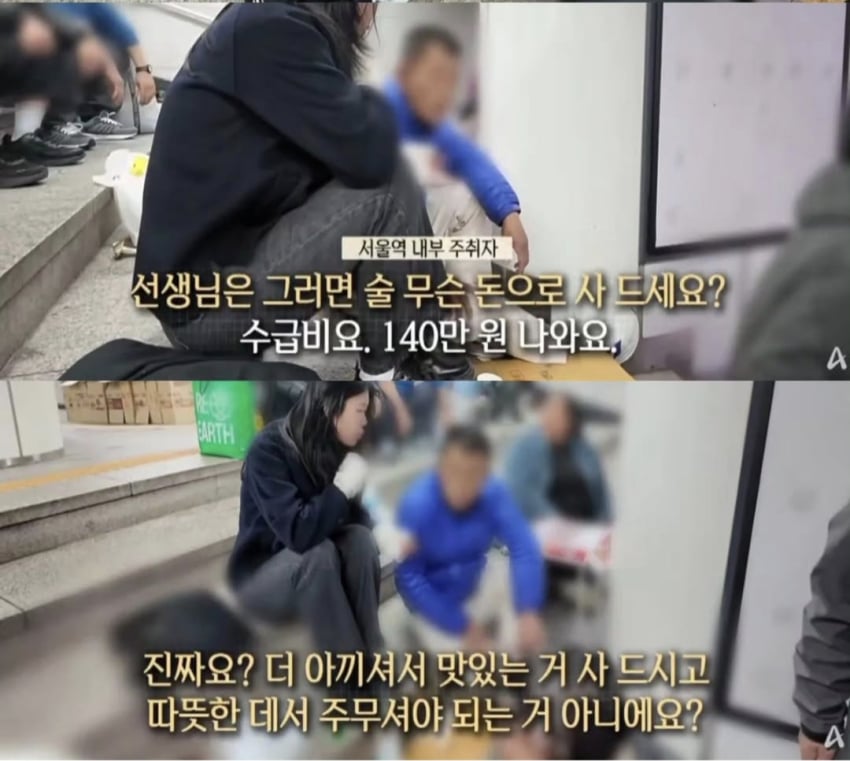 서울역 내부 주취자
선생님은 그러면 술 무슨 돈으로 사 드세요?
수급비요. 140만 원 나와요.
A
RE
EARTH
진짜요? 더 아끼셔서 맛있는 거 사 드시고
따뜻한 데서 주무셔야 되는 거 아니에요?
A